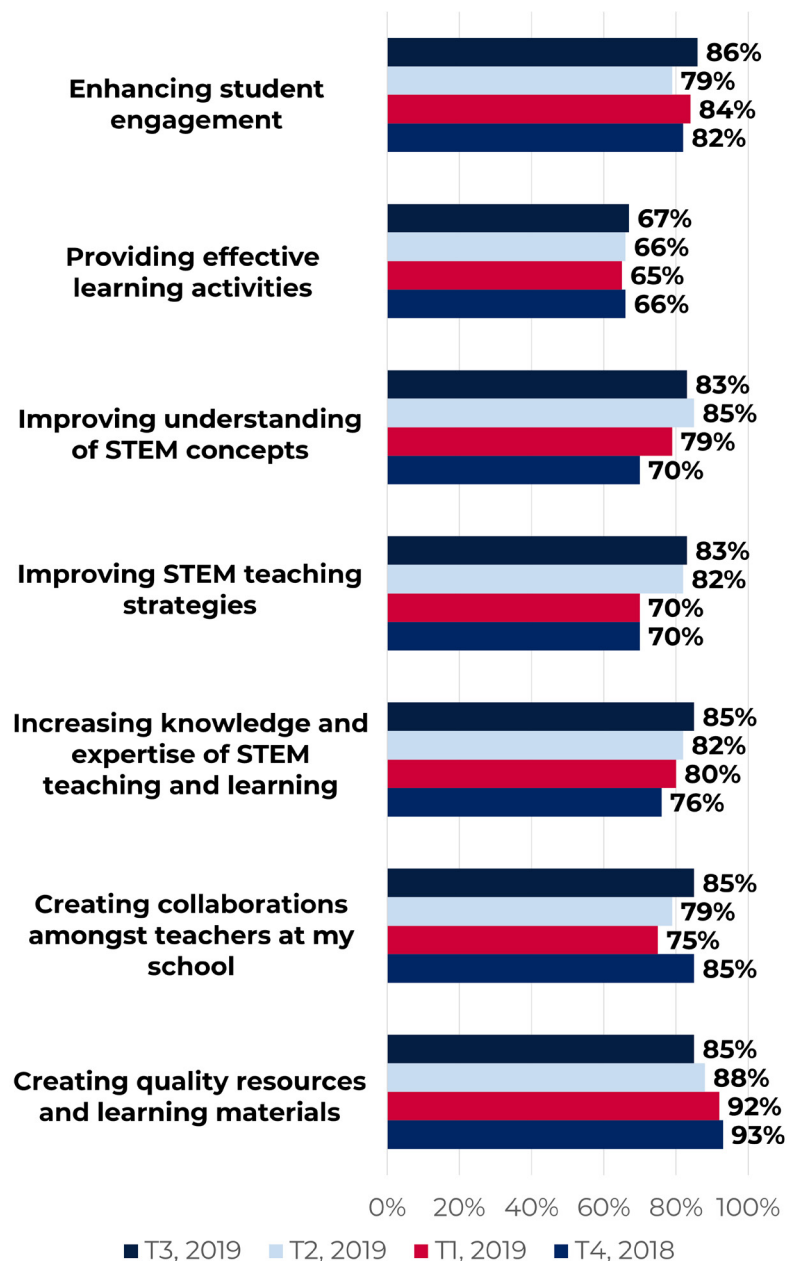 86%
79%
Enhancing student
84%
engagement
82%
67%
Providing effective
66%
learning activities
65%
66%
83%
Improving understanding
85%
of STEM concepts
79%
70%
83%
Improving STEM teaching
82%
strategies
70%
70%
Increasing knowledge and
85%
expertise of STEM
82%
teaching and learning
80%
76%
Creating collaborations
85%
amongst teachers at my
79%
school
75%
85%
85%
Creating quality resources
88%
and learning materials
92%
93%
0% 20% 40% 60% 80% 100%
T3, 2019 T2, 2019 T1, 2019 T4, 2018